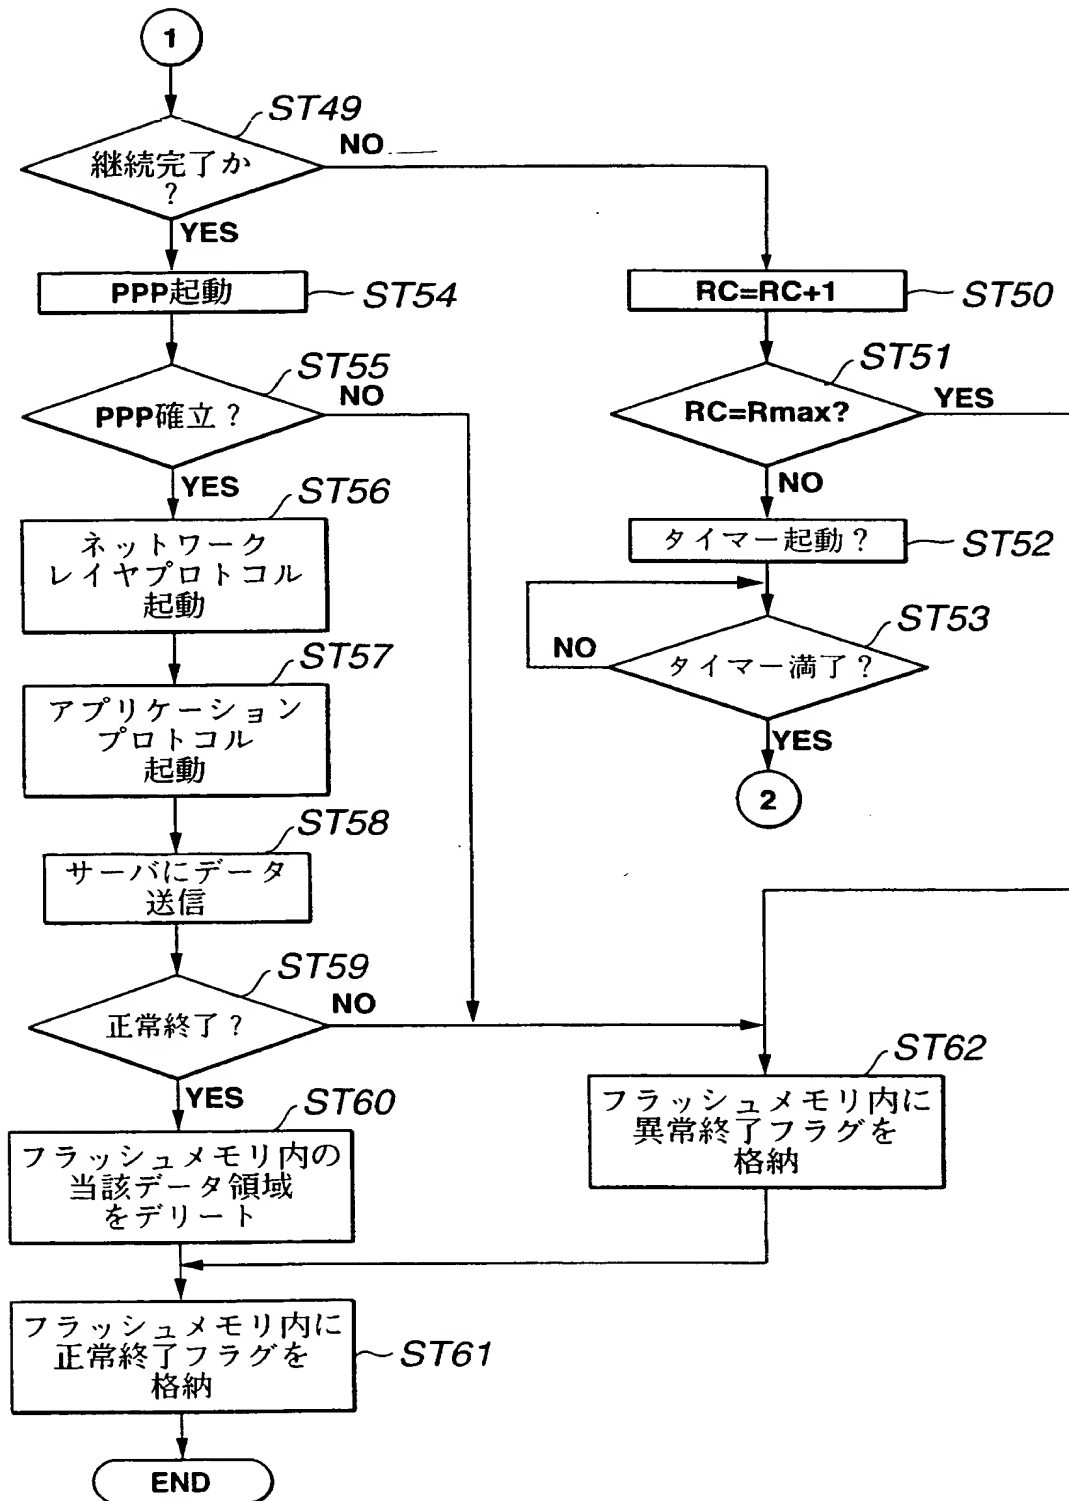 1
ST49
継続完了か
?
NO
YES
PPP起動
ST54
RC=RC+1
ST50
ST55
PPP確立?
NO
YES
ST51
RC=Rmax?
YES
NO
ST56
ネットワーク
レイヤプロトコル
起動
タイマー起動?
ST52
ST53
タイマー満了?
NO
YES
2
ST57
アプリケーション
プロトコル
起動
ST58
サーバにデータ
送信
ST59
正常終了?
NO
YES
ST62
フラッシュメモリ内に
異常終了フラグを
格納
ST60
フラッシュメモリ内の
当該データ領域
をデリート
フラッシュメモリ内に
正常終了フラグを
格納
ST61
END